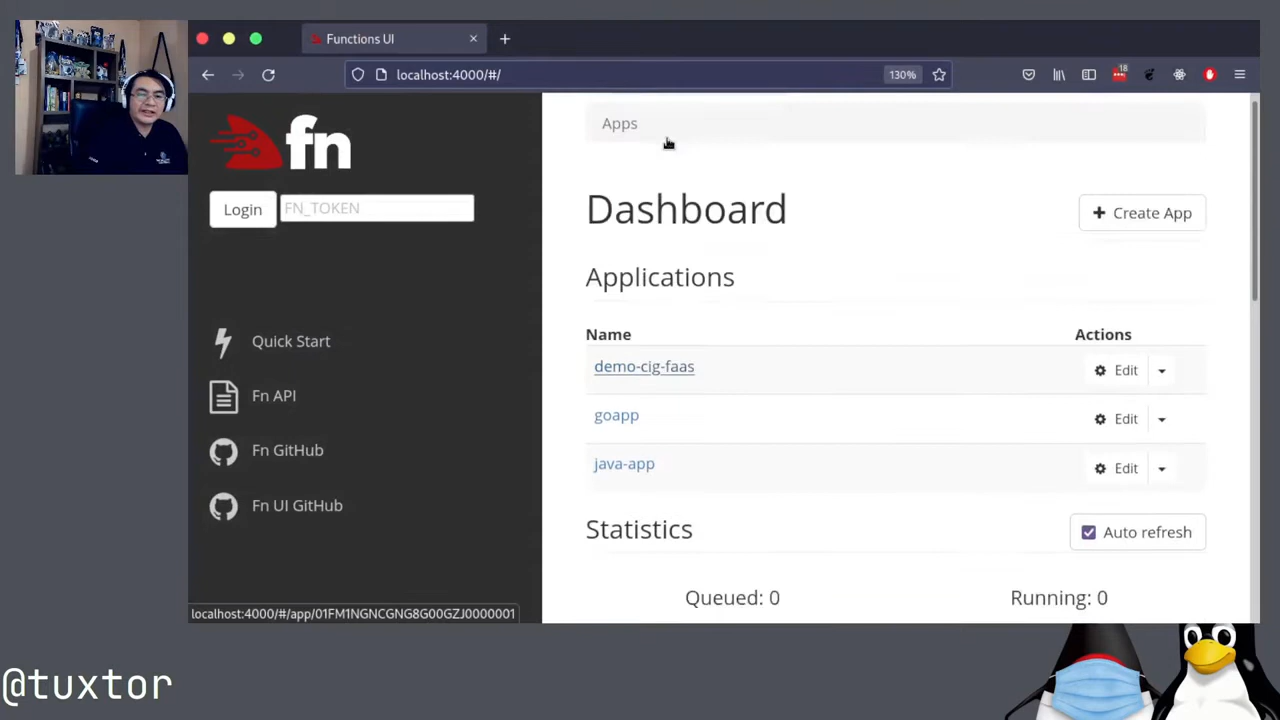 Functions UI
localhost:4000/#/
130%
18
fn
Login
FN_TOKEN
Quick Start
Fn API
Fn GitHub
Fn UI GitHub
Apps
Dashboard
Create App
Applications
Name
Actions
demo-cig-faas
Edit
goapp
Edit
java-app
Edit
Statistics
Auto refresh
Queued: 0
Running: 0
localhost:4000/#/app/01FM1NGNCGNG8G00GZJ0000001
@tuxtor